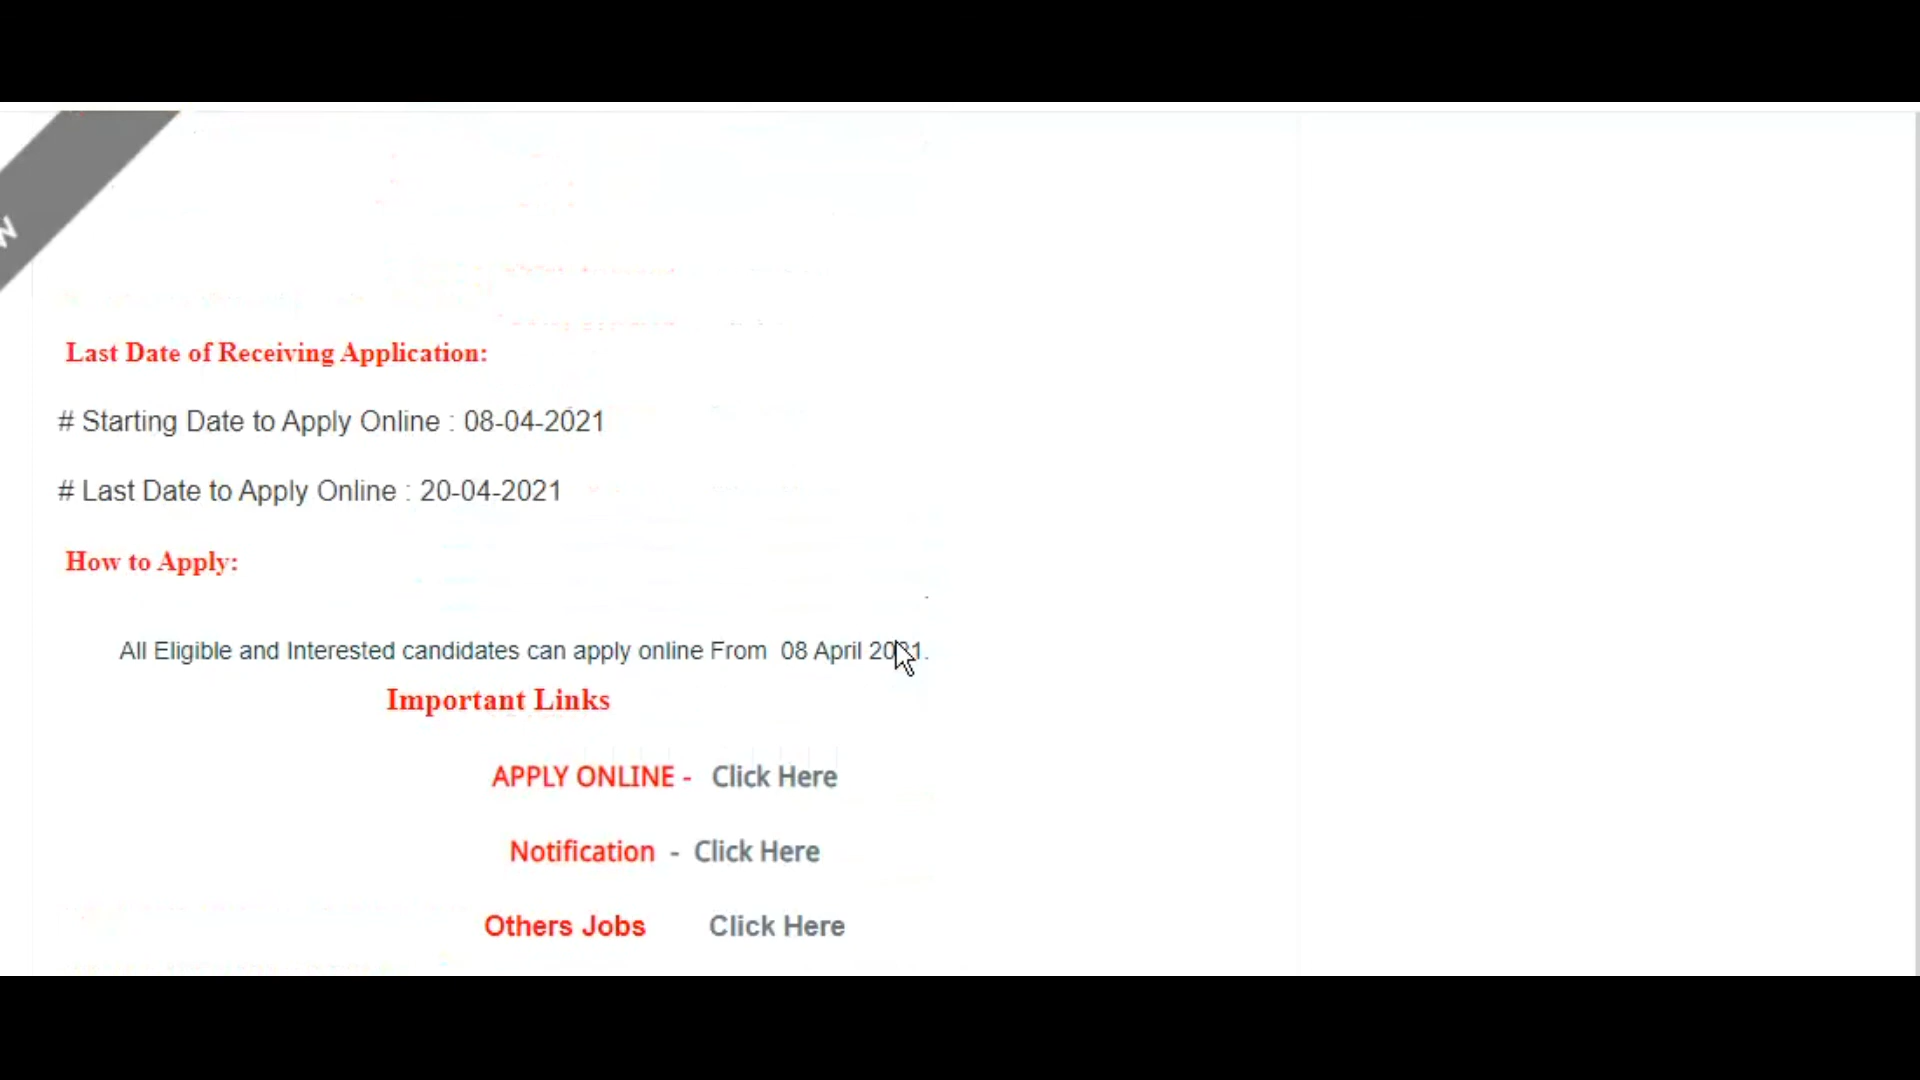 W
Last Date of Receiving Application:
# Starting Date to Apply Online : 08-04-2021
# Last Date to Apply Online : 20-04-2021
How to Apply:
All Eligible and Interested candidates can apply online From 08 April 2021.
Important Links
APPLY ONLINE - Click Here
Notification - Click Here
Others Jobs Click Here